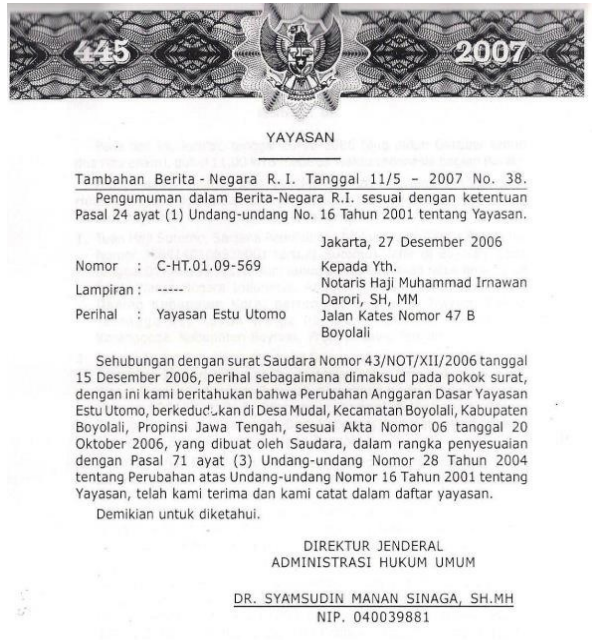 445 2007
YAYASAN
Tambahan Berita - Negara R. I. Tanggal 11/5 – 2007 No. 38.
Pengumuman dalam Berita-Negara R.I. sesuai dengan ketentuan
Pasal 24 ayat (1) Undang-undang No. 16 Tahun 2001 tentang Yayasan.
Jakarta, 27 Desember 2006
Nomor : C-HT.01.09-569
Lampiran : -----
Perihal : Yayasan Estu Utomo
Kepada Yth.
Notaris Haji Muhammad Irnawan
Darori, SH, MM
Jalan Kates Nomor 47 B
Boyolali
Sehubungan dengan surat Saudara Nomor 43/NOT/XII/2006 tanggal
15 Desember 2006, perihal sebagaimana dimaksud pada pokok surat,
dengan ini kami beritahukan bahwa Perubahan Anggaran Dasar Yayasan
Estu Utomo, berkedudukan di Desa Mudal, Kecamatan Boyolali, Kabupaten
Boyolali, Propinsi Jawa Tengah, sesuai Akta Nomor 06 tanggal 20
Oktober 2006, yang dibuat oleh Saudara, dalam rangka penyesuaian
dengan Pasal 71 ayat (3) Undang-undang Nomor 28 Tahun 2004
tentang Perubahan atas Undang-undang Nomor 16 Tahun 2001 tentang
Yayasan, telah kami terima dan kami catat dalam daftar yayasan.
Demikian untuk diketahui.
DIREKTUR JENDERAL
ADMINISTRASI HUKUM UMUM
DR. SYAMSUDIN MANAN SINAGA, SH.MH
NIP. 040039881